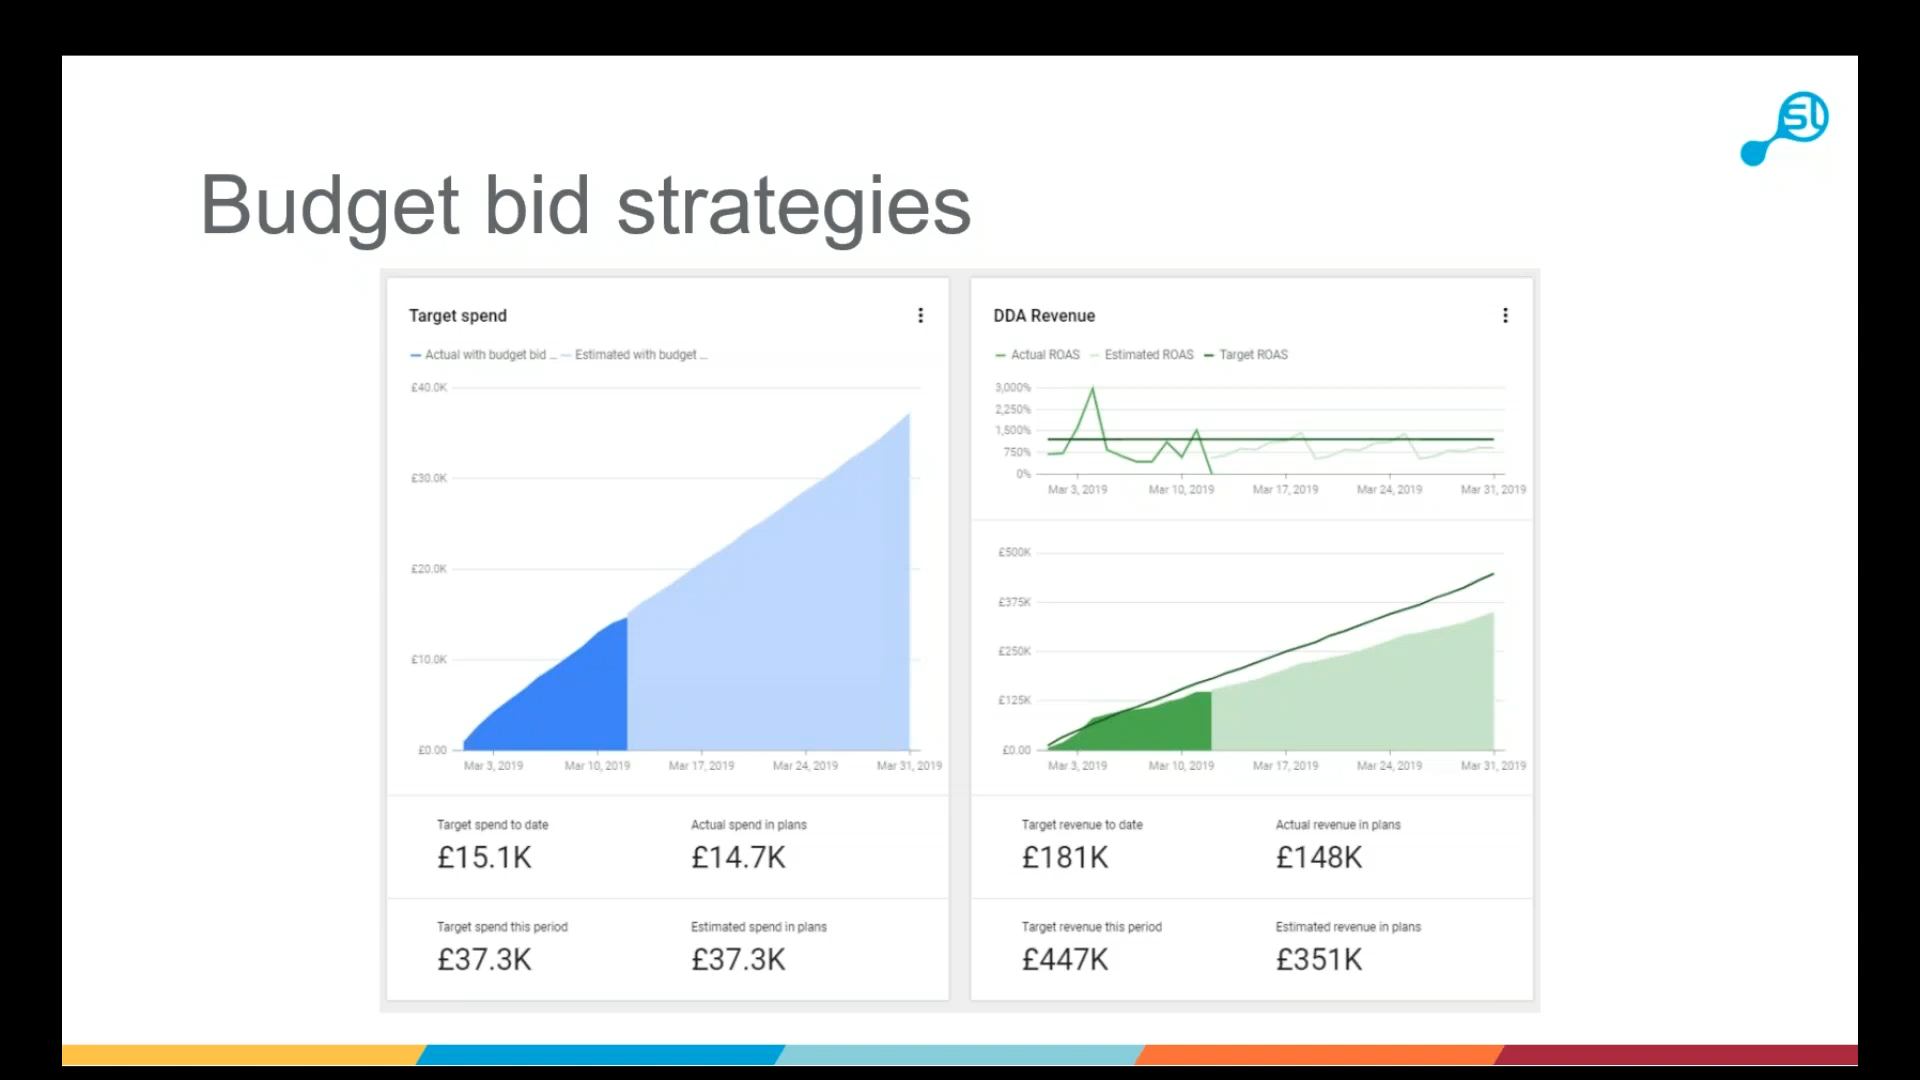 SL
Budget bid strategies
Target spend
Actual with budget bid ... Estimated with budget ...
£40.0K
£30.0K
£20.0K
£10.0K
£0.00
Mar 3, 2019 Mar 10, 2019 Mar 17, 2019 Mar 24, 2019 Mar 31, 2019
Target spend to date Actual spend in plans
£15.1K £14.7K
Target spend this period Estimated spend in plans
£37.3K £37.3K
DDA Revenue
Actual ROAS Estimated ROAS Target ROAS
3,000%
2,250%
1,500%
750%
0%
Mar 3, 2019 Mar 10, 2019 Mar 17, 2019 Mar 24, 2019 Mar 31, 2019
£500K
£375K
£250K
£125K
£0.00
Mar 3, 2019 Mar 10, 2019 Mar 17, 2019 Mar 24, 2019 Mar 31, 2019
Target revenue to date Actual revenue in plans
£181K £148K
Target revenue this period Estimated revenue in plans
£447K £351K